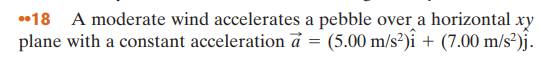 ••18 A moderate wind accelerates a pebble over a horizontal xy
plane with a constant acceleration a⃗ = (5.00 m/s²)î + (7.00 m/s²)ĵ.